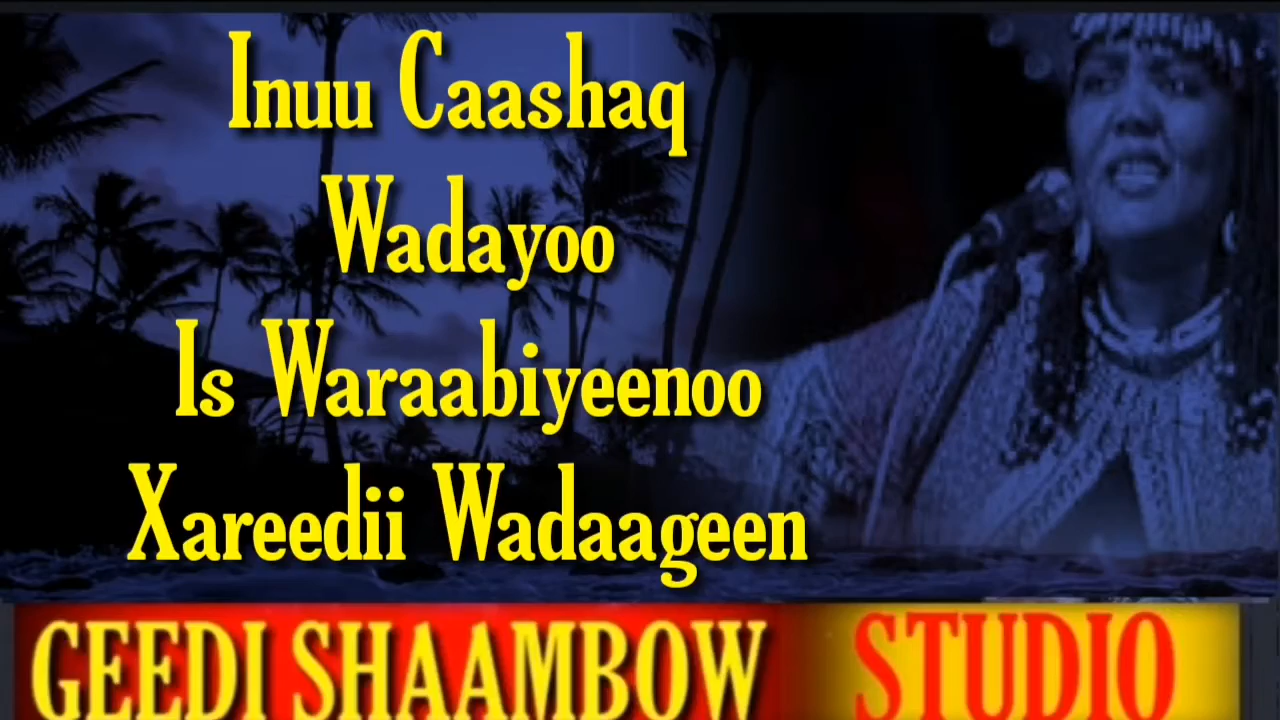 Inuu Caashaq
Wadayoo
Is Waraabiyeenoo
Xareedii Wadaageen
GEEDI SHAAMBOW STUDIO